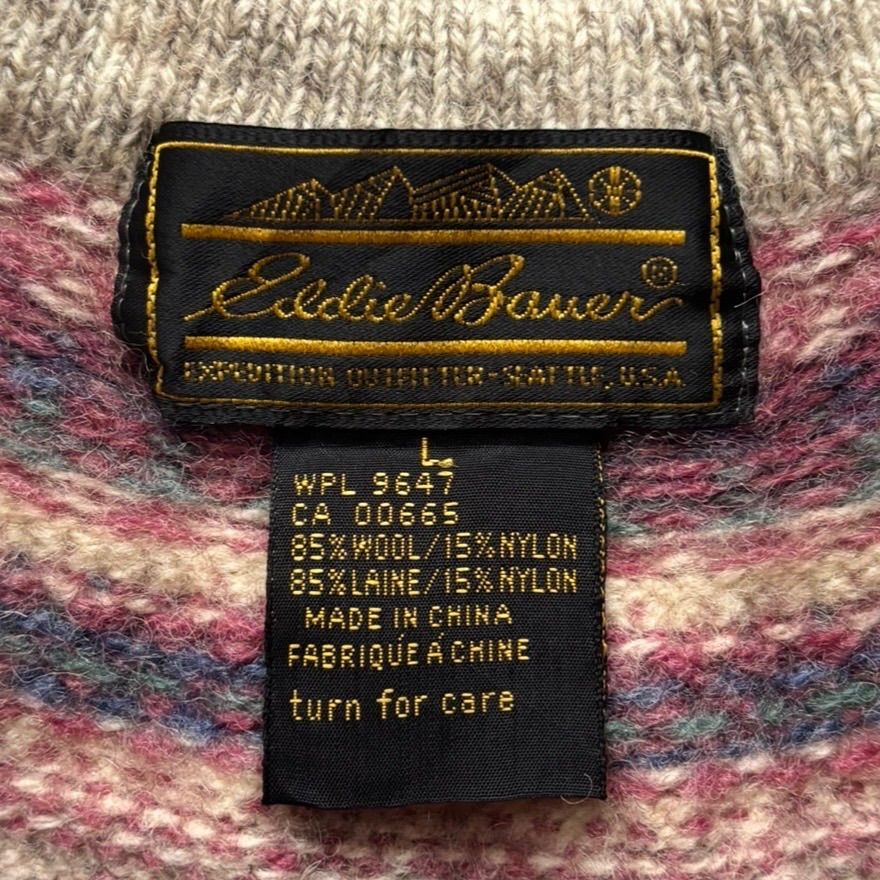 Eddie Bauer ®
EXPEDITION OUTFITTER-SEATTLE, U.S.A
L
WPL 9647
CA 00665
85% WOOL/15% NYLON
85% LAINE/15% NYLON
MADE IN CHINA
FABRIQUÉ Á CHINE
turn for care